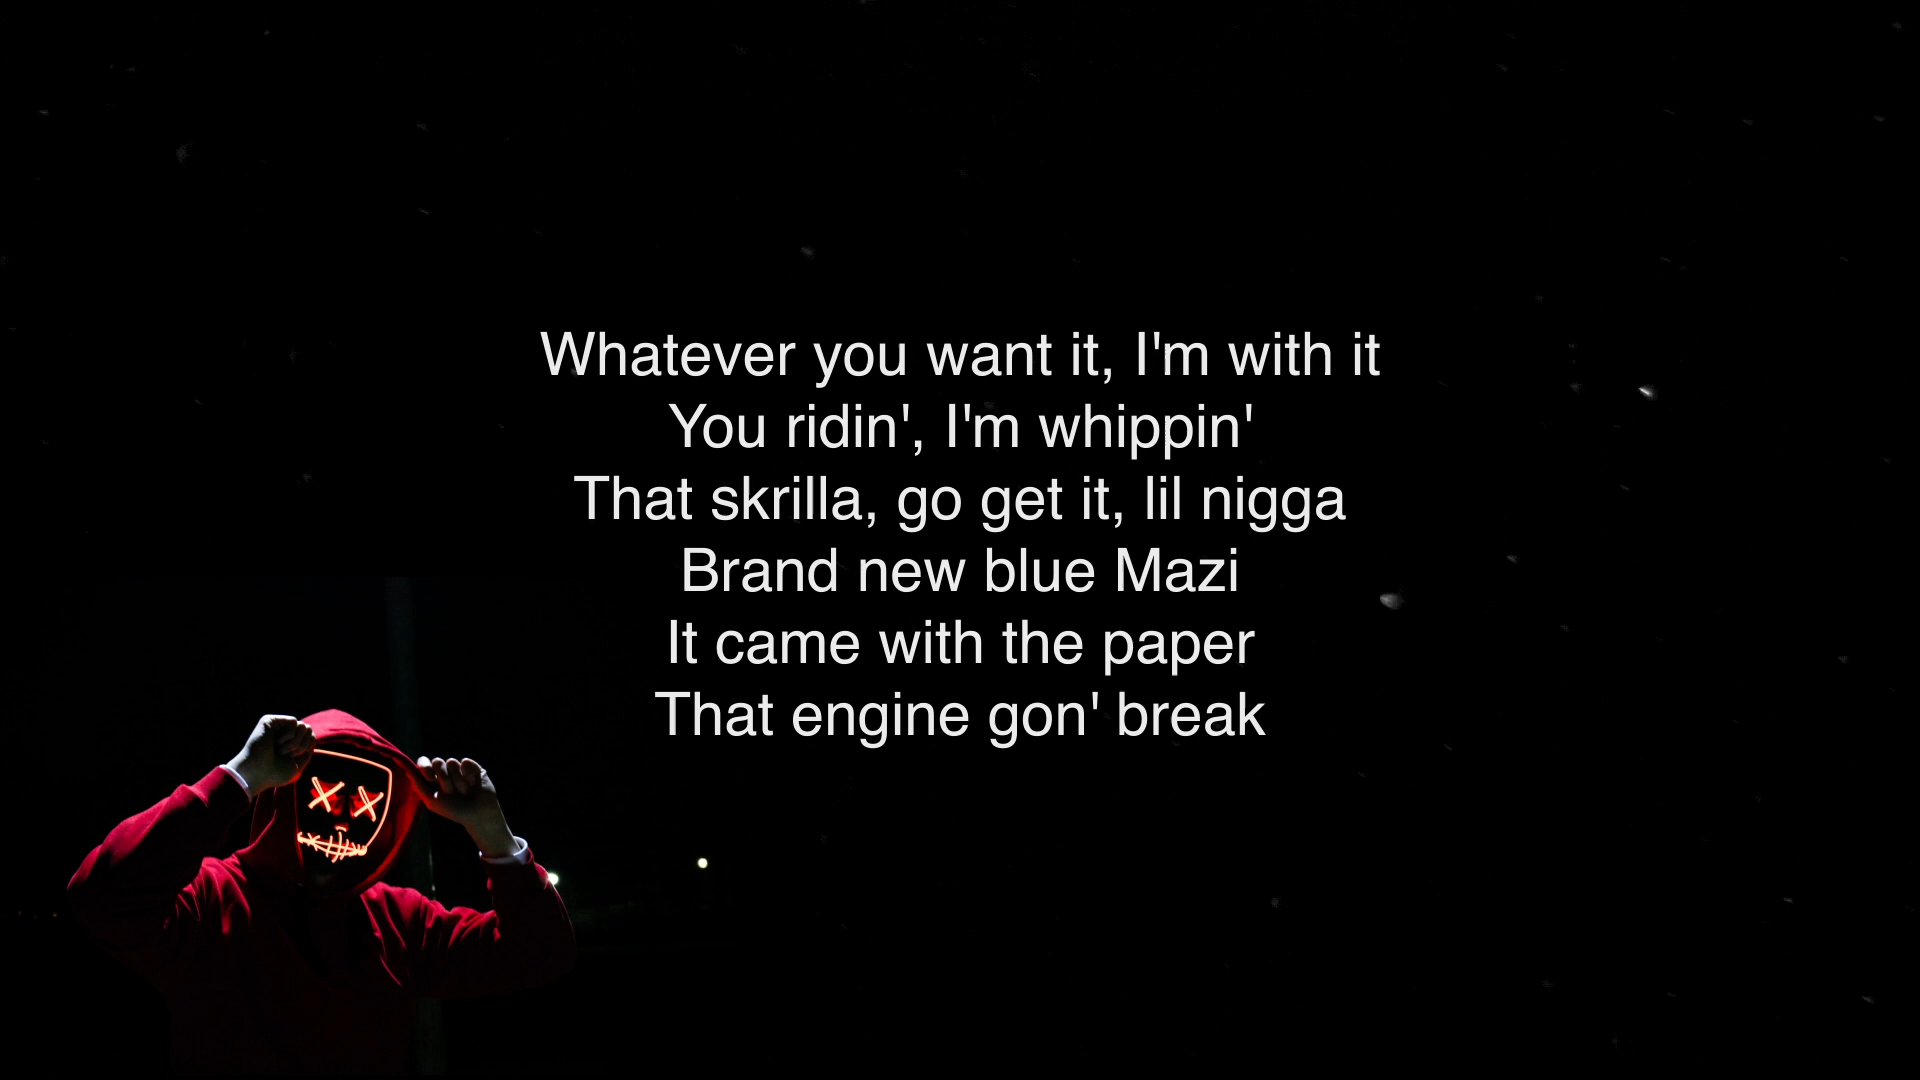 Whatever you want it, I'm with it
You ridin', I'm whippin'
That skrilla, go get it, lil nigga
Brand new blue Mazi
It came with the paper
That engine gon' break